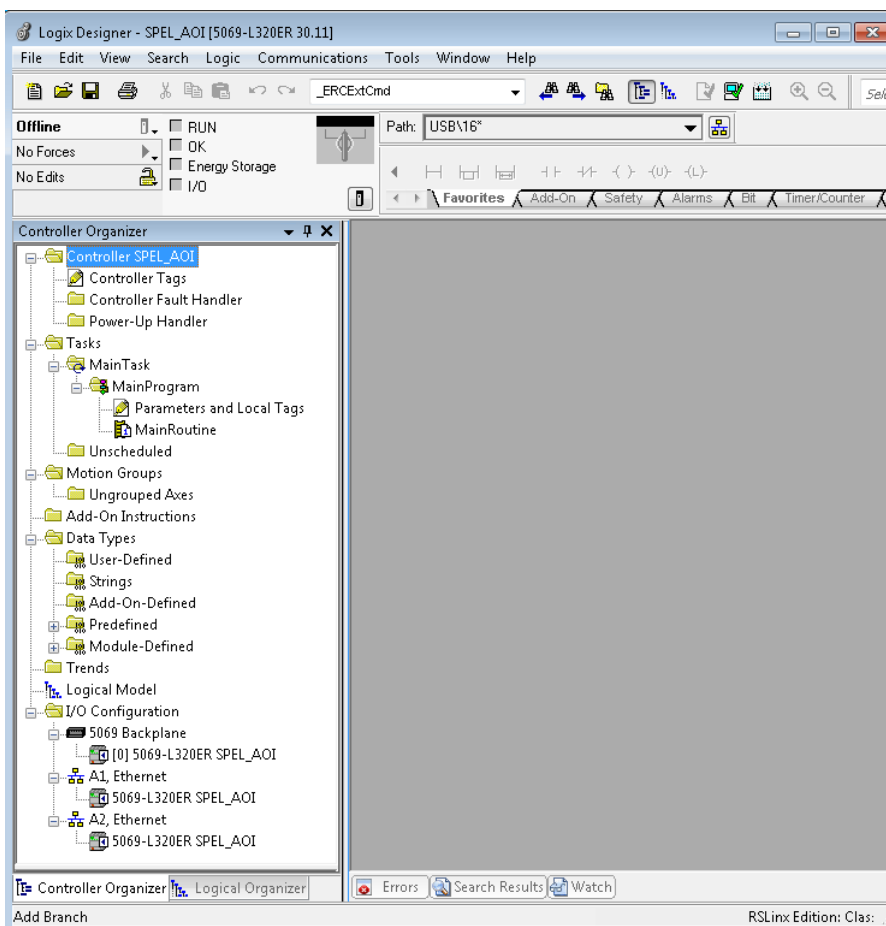 Logix Designer - SPEL_AOI [5069-L320ER 30.11]
File Edit View Search Logic Communications Tools Window Help
_ERCExtCmd
Offline
RUN
No Forces
OK
Energy Storage
No Edits
I/O
Path: USB\16*
Favorites Add-On Safety Alarms Bit Timer/Counter
Controller Organizer
Controller SPEL_AOI
Controller Tags
Controller Fault Handler
Power-Up Handler
Tasks
MainTask
MainProgram
Parameters and Local Tags
MainRoutine
Unscheduled
Motion Groups
Ungrouped Axes
Add-On Instructions
Data Types
User-Defined
Strings
Add-On-Defined
Predefined
Module-Defined
Trends
Logical Model
I/O Configuration
5069 Backplane
[0] 5069-L320ER SPEL_AOI
A1, Ethernet
5069-L320ER SPEL_AOI
A2, Ethernet
5069-L320ER SPEL_AOI
Controller Organizer Logical Organizer
Errors Search Results Watch
Add Branch
RSLinx Edition: Clas: